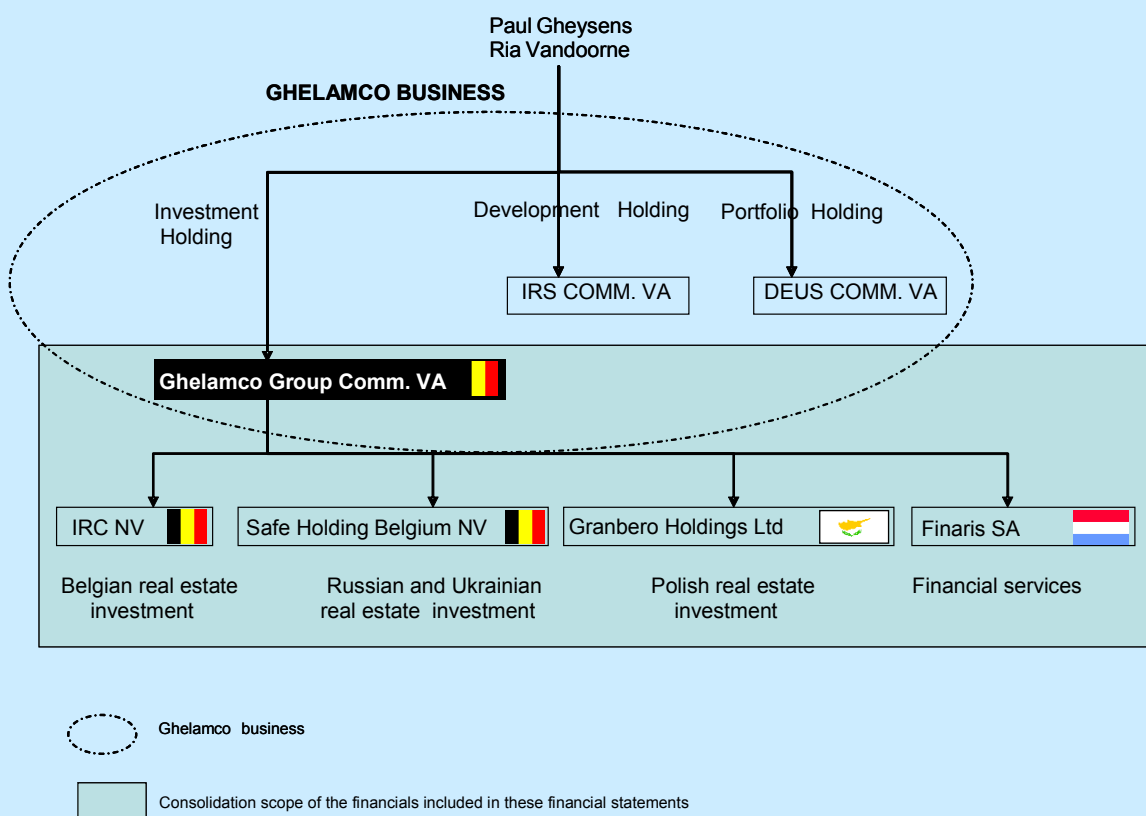 Paul Gheysens
Ria Vandoorne
GHELAMCO BUSINESS
Investment
Holding
Development Holding
Portfolio Holding
IRS COMM. VA
DEUS COMM. VA
Ghelamco Group Comm. VA
IRC NV
Safe Holding Belgium NV
Granbero Holdings Ltd
Finaris SA
Belgian real estate
investment
Russian and Ukrainian
real estate investment
Polish real estate
investment
Financial services
Ghelamco business
Consolidation scope of the financials included in these financial statements